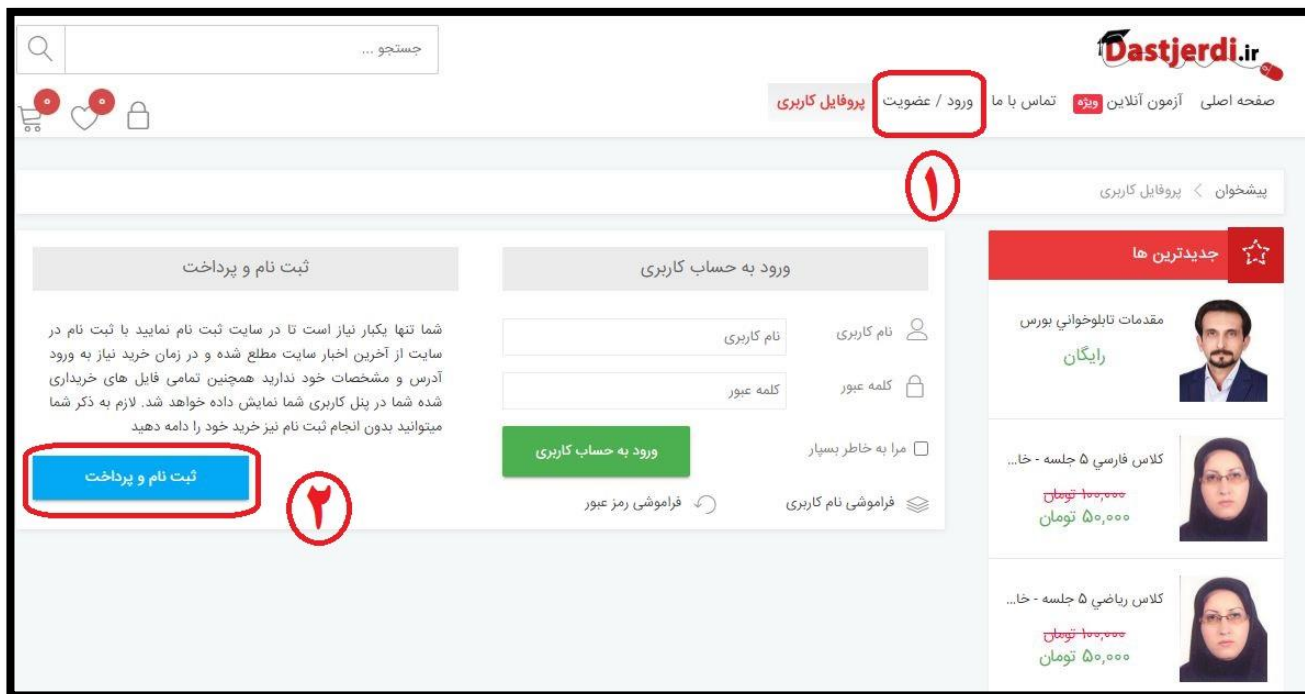 Dastjerdi.ir
جستجو ...
صفحه اصلی آزمون آنلاین ویژه تماس با ما ورود / عضویت پروفایل کاربری
۰ ۰
۱
پیشخوان > پروفایل کاربری
جدیدترین ها
مقدمات تابلوخواني بورس
رایگان
کلاس فارسي ۵ جلسه - خا...
۱۰۰,۰۰۰ تومان
۵۰,۰۰۰ تومان
کلاس رياضي ۵ جلسه - خا...
۱۰۰,۰۰۰ تومان
۵۰,۰۰۰ تومان
ورود به حساب کاربری
نام کاربری
نام کاربری
کلمه عبور
کلمه عبور
مرا به خاطر بسپار
ورود به حساب کاربری
فراموشی نام کاربری
فراموشی رمز عبور
ثبت نام و پرداخت
شما تنها یکبار نیاز است تا در سایت ثبت نام نمایید با ثبت نام در
سایت از آخرین اخبار سایت مطلع شده و در زمان خرید نیاز به ورود
آدرس و مشخصات خود ندارید همچنین تمامی فایل های خریداری
شده شما در پنل کاربری شما نمایش داده خواهد شد. لازم به ذکر شما
میتوانید بدون انجام ثبت نام نیز خرید خود را دامه دهید
ثبت نام و پرداخت
۲